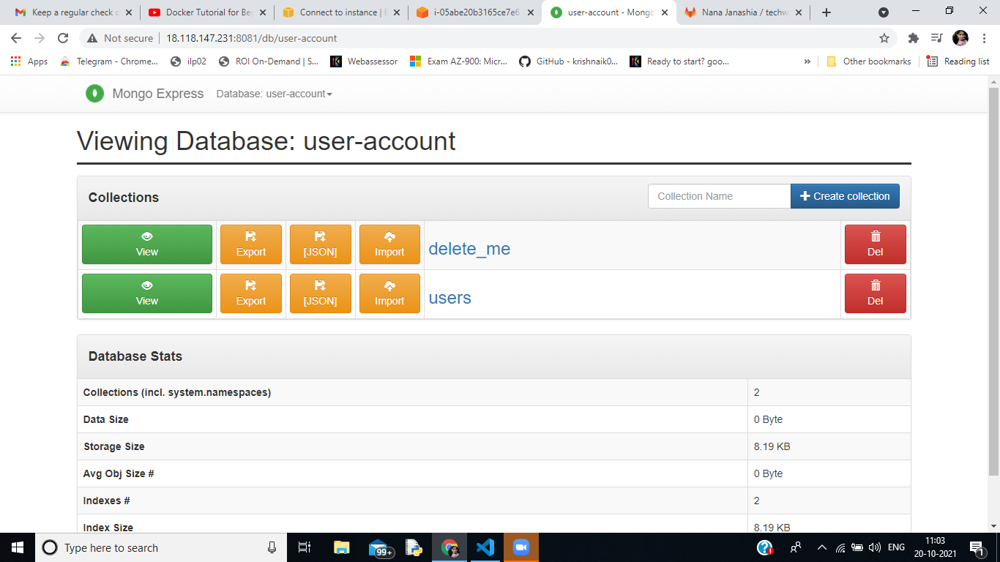 Keep a regular check c
Docker Tutorial for Be
Connect to instance | E
i-05abe20b3165ce7e6
user-account - Mongo
Nana Janashia / techw
Not secure | 18.118.147.231:8081/db/user-account
Apps
Telegram - Chrome...
ilp02
ROI On-Demand | S...
Webassessor
Exam AZ-900: Micr...
GitHub - krishnaik0...
Ready to start? goo...
»
Other bookmarks
Reading list
Mongo Express
Database: user-account
Viewing Database: user-account
Collections
Collection Name
Create collection
View
Export
[JSON]
Import
delete_me
Del
View
Export
[JSON]
Import
users
Del
Database Stats
Collections (incl. system.namespaces) 2
Data Size 0 Byte
Storage Size 8.19 KB
Avg Obj Size # 0 Byte
Indexes # 2
Index Size 8.19 KB
Type here to search
99+
ENG
11:03
20-10-2021
1